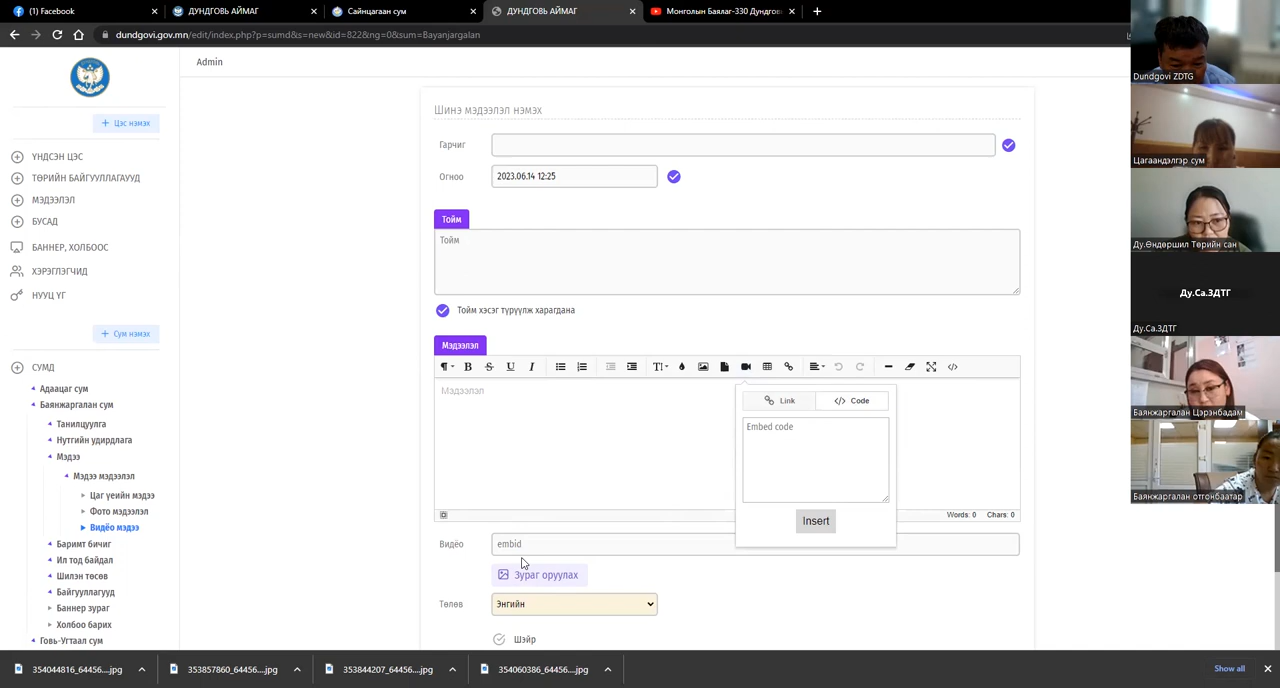 (1) Facebook
ДУНДГОВЬ АЙМАГ
Сайнцагаан сум
ДУНДГОВЬ АЙМАГ
Монголын Баялаг-330 Дундгов
dundgovi.gov.mn/edit/index.php?p=sumd&s=new&id=822&ng=0&sum=Bayanjargalan
Admin
+ Цэс нэмэх
ҮНДСЭН ЦЭС
ТӨРИЙН БАЙГУУЛЛАГАУУД
МЭДЭЭЛЭЛ
БУСАД
БАННЕР, ХОЛБООС
ХЭРЭГЛЭГЧИД
НУУЦ ҮГ
+ Сум нэмэх
СУМД
Адаацаг сум
Баянжаргалан сум
Танилцуулга
Нутгийн удирдлага
Мэдээ
Мэдээ мэдээлэл
Цаг үеийн мэдээ
Фото мэдээлэл
Видёо мэдээ
Баримт бичиг
Ил тод байдал
Шилэн төсөв
Байгууллагууд
Баннер зураг
Холбоо барих
Говь-Угтаал сум
Шинэ мэдээлэл нэмэх
Гарчиг
Огноо
2023.06.14 12:25
Тойм
Тойм
Тойм хэсэг түрүүлж харагдана
Мэдээлэл
Мэдээлэл
Link
Code
Embed code
Insert
Words: 0 Chars: 0
Видёо
embid
Зураг оруулах
Төлөв
Энгийн
Шэйр
Dundgovi ZDTG
Цагаандэлгэр сум
Ду.Өндөршил Төрийн сан
Ду.Са.ЗДТГ
Ду.Са.ЗДТГ
Баянжаргалан Цэрэнбадам
Баянжаргалан отгонбаатар
354044816_64456....jpg
353857860_64456....jpg
353844207_64456....jpg
354060386_64456....jpg
Show all